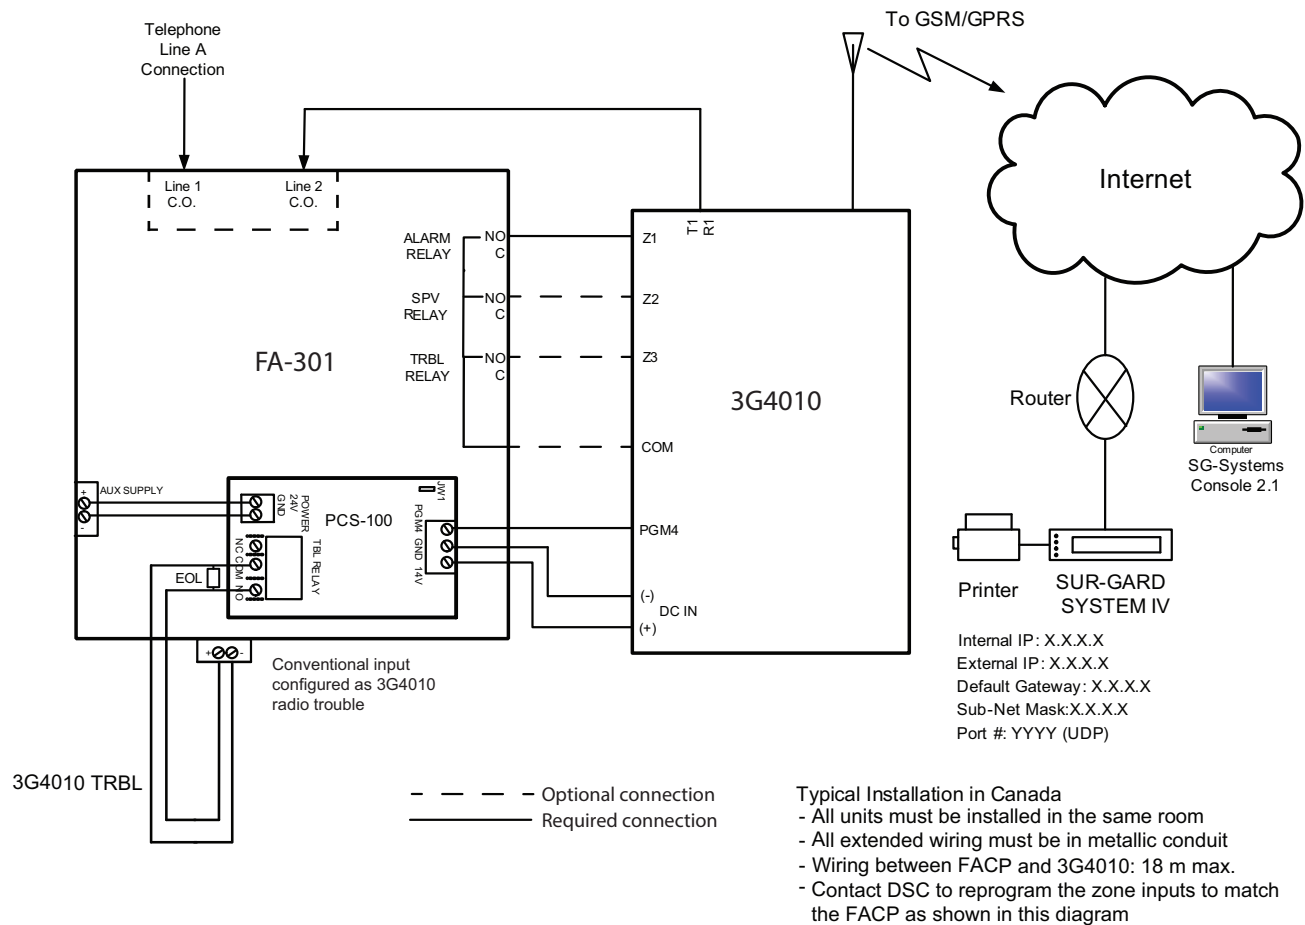 To GSM/GPRS
Telephone
Line A
Connection
Line 1
C.O.
Line 2
C.O.
T1
R1
Internet
ALARM
RELAY
NO
C
Z1
SPV
RELAY
NO
C
Z2
FA-301
TRBL
RELAY
NO
C
Z3
3G4010
Router
COM
Computer
SG-Systems
Console 2.1
+
AUX SUPPLY
-
POWER
24V
GND
PCS-100
JW1
PGM4 GND 14V
PGM4
NC COM NO
TBL RELAY
EOL
(-)
DC IN
(+)
Printer
SUR-GARD
SYSTEM IV
+ -
Conventional input
configured as 3G4010
radio trouble
Internal IP: X.X.X.X
External IP: X.X.X.X
Default Gateway: X.X.X.X
Sub-Net Mask:X.X.X.X
Port #: YYYY (UDP)
3G4010 TRBL
Optional connection
Required connection
Typical Installation in Canada
- All units must be installed in the same room
- All extended wiring must be in metallic conduit
- Wiring between FACP and 3G4010: 18 m max.
- Contact DSC to reprogram the zone inputs to match
the FACP as shown in this diagram